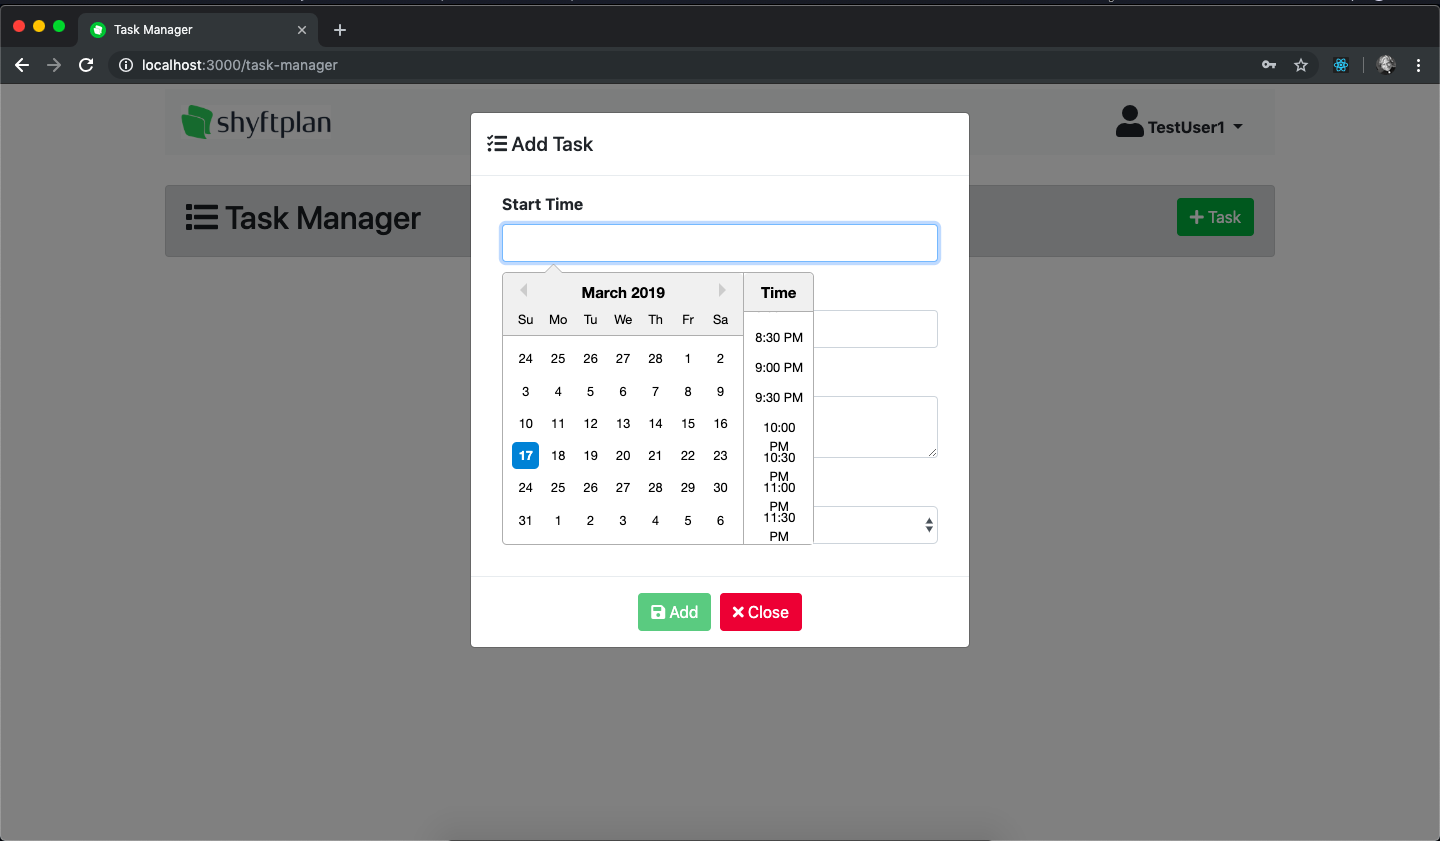 Task Manager
localhost:3000/task-manager
shyftplan
TestUser1
Task Manager
Task
Add Task
Start Time
March 2019
Su Mo Tu We Th Fr Sa
24 25 26 27 28 1 2
3 4 5 6 7 8 9
10 11 12 13 14 15 16
17 18 19 20 21 22 23
24 25 26 27 28 29 30
31 1 2 3 4 5 6
Time
8:30 PM
9:00 PM
9:30 PM
10:00
PM
10:30
PM
11:00
PM
11:30
PM
Add
Close